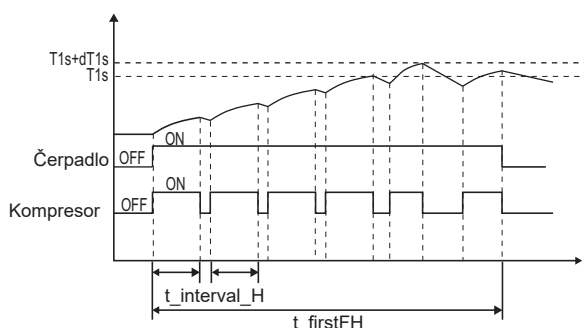 T1s+dT1s
T1s
ON
Čerpadlo OFF
ON
Kompresor OFF
t_interval_H
t_firstFH